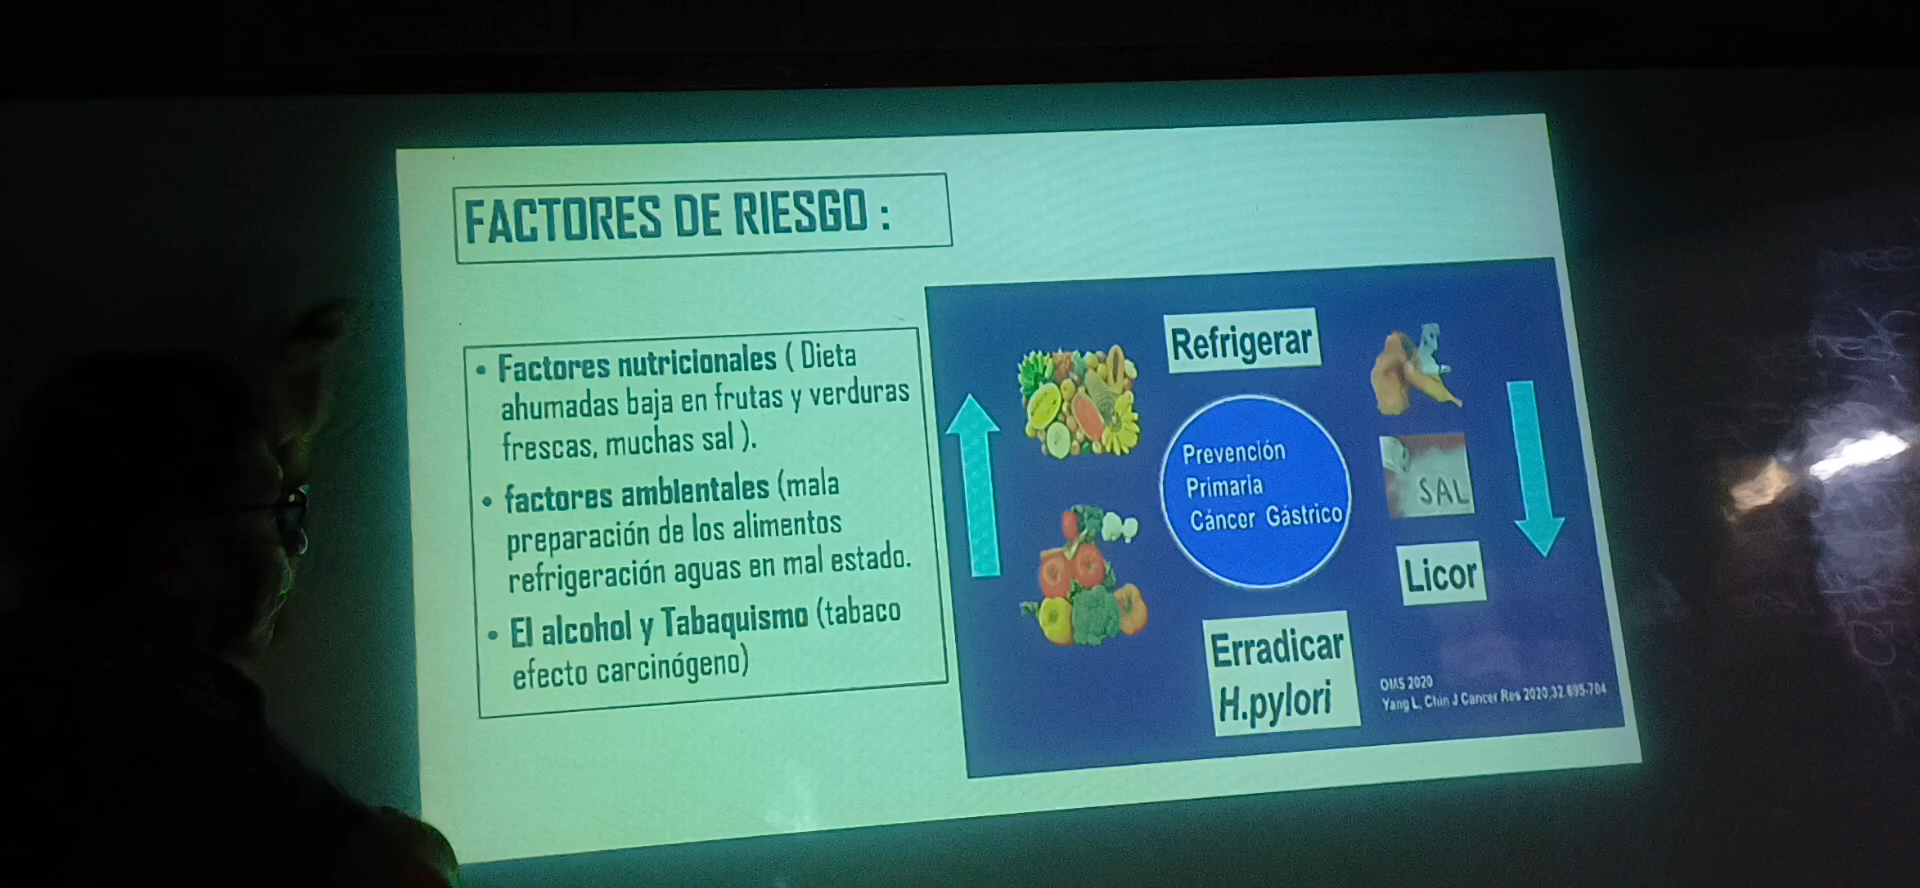 FACTORES DE RIESGO :
• Factores nutricionales ( Dieta
ahumadas baja en frutas y verduras
frescas, muchas sal ).
• factores ambientales (mala
preparación de los alimentos
refrigeración aguas en mal estado.
• El alcohol y Tabaquismo (tabaco
efecto carcinógeno)
Refrigerar
Prevención
Primaria
Cáncer Gástrico
SAL
Licor
Erradicar
H.pylori
OMS 2020
Yang L, Chin J Cancer Res 2020,32:695-704